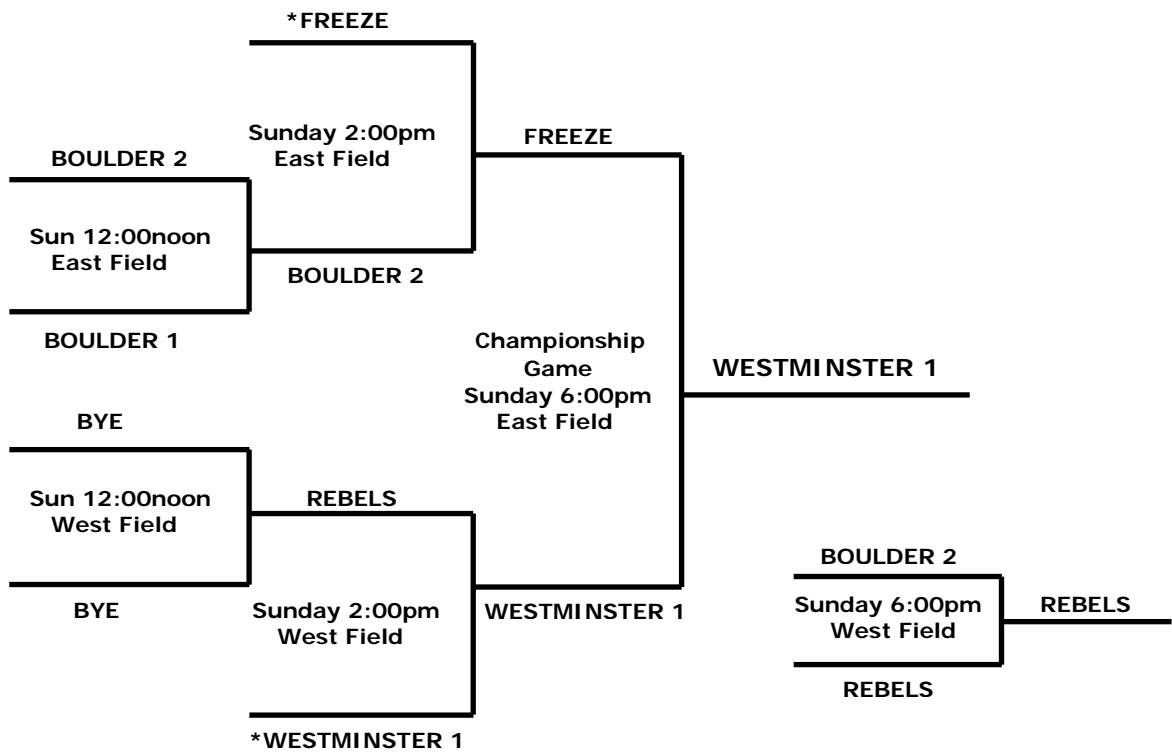 *FREEZE
Sunday 2:00pm
East Field
FREEZE
BOULDER 2
Sun 12:00noon
East Field
BOULDER 2
BOULDER 1
Championship
Game
Sunday 6:00pm
East Field
WESTMINSTER 1
BYE
Sun 12:00noon
West Field
REBELS
BYE
Sunday 2:00pm
West Field
WESTMINSTER 1
*WESTMINSTER 1
BOULDER 2
Sunday 6:00pm
West Field
REBELS
REBELS